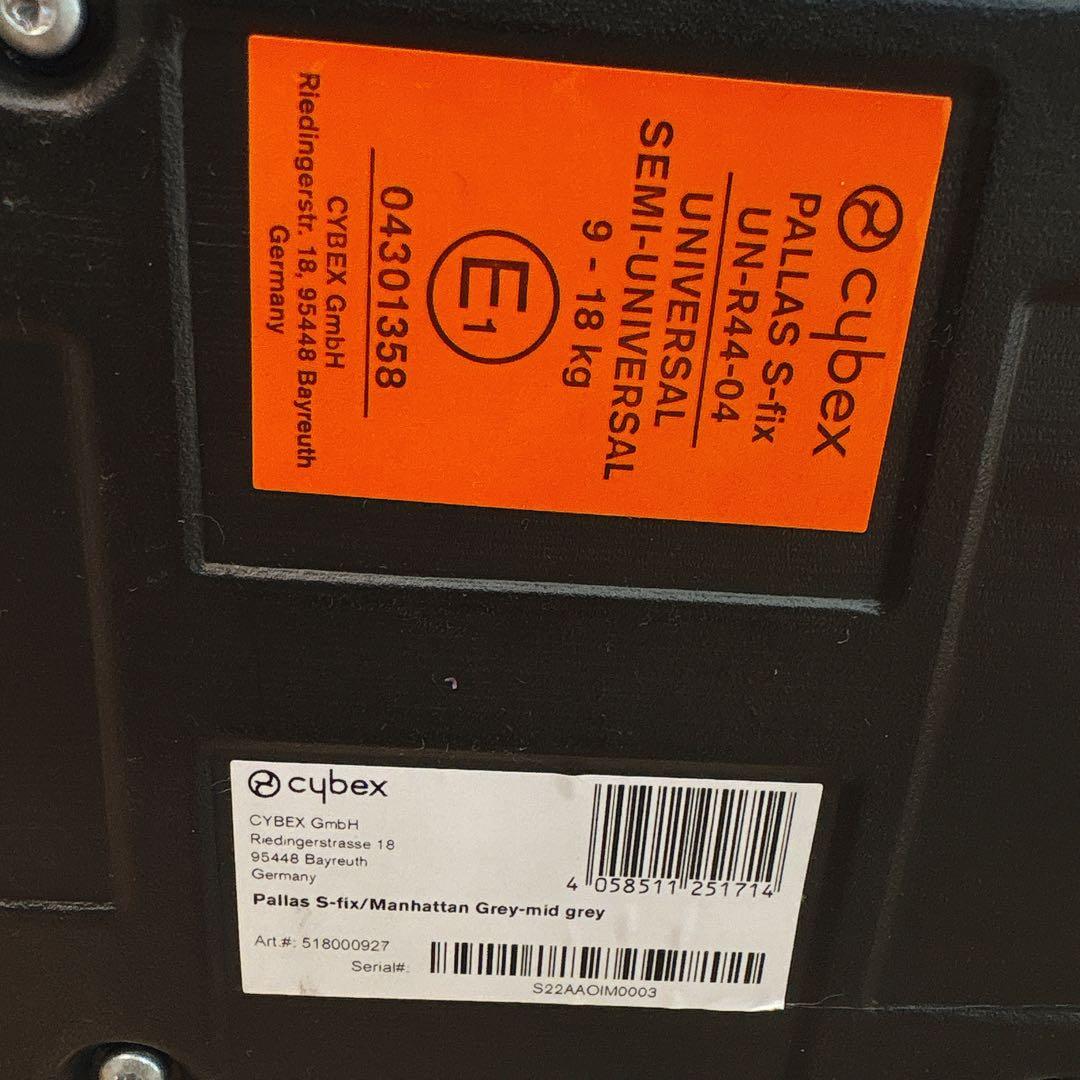 cybex
PALLAS S-fix
UN-R44-04
UNIVERSAL
SEMI-UNIVERSAL
9 - 18 kg
E1
04301358
CYBEX GmbH
Riedingerstr. 18, 95448 Bayreuth
Germany
cybex
CYBEX GmbH
Riedingerstrasse 18
95448 Bayreuth
Germany
4 058511 251714
Pallas S-fix/Manhattan Grey-mid grey
Art.#: 518000927
Serial#:
S22AAOIM0003